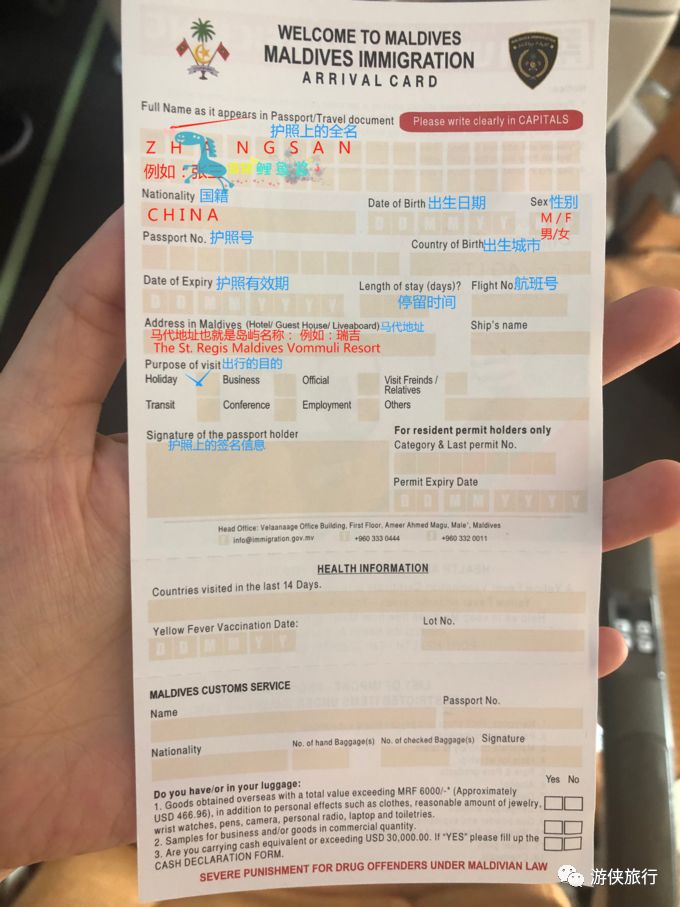 WELCOME TO MALDIVES
MALDIVES IMMIGRATION
ARRIVAL CARD
Full Name as it appears in Passport/Travel document
Please write clearly in CAPITALS
护照上的全名
Z H A N G S A N
例如：张三
鲤鱼酱
Nationality 国籍
Date of Birth 出生日期
Sex 性别
CHINA
D D M M Y Y
M / F
男/女
Passport No. 护照号
Country of Birth 出生城市
Date of Expiry 护照有效期
Length of stay (days)?
Flight No. 航班号
停留时间
D D M M Y Y Y Y
Address in Maldives (Hotel/ Guest House/ Liveaboard) 马代地址
Ship's name
马代地址也就是岛屿名称： 例如：瑞吉
The St. Regis Maldives Vommuli Resort
Purpose of visit 出行的目的
Holiday
Business
Official
Visit Freinds /
Relatives
Transit
Conference
Employment
Others
Signature of the passport holder
护照上的签名信息
For resident permit holders only
Category & Last permit No.
Permit Expiry Date
D D M M Y Y Y Y
Head Office: Velaanaage Office Building, First Floor, Ameer Ahmed Magu, Male', Maldives
info@immigration.gov.mv
+960 333 0444
+960 332 0011
HEALTH INFORMATION
Countries visited in the last 14 Days.
Yellow Fever Vaccination Date:
Lot No.
D D M M Y Y
MALDIVES CUSTOMS SERVICE
Name
Passport No.
Nationality
No. of hand Baggage(s)
No. of checked Baggage(s)
Signature
Yes No
Do you have/or in your luggage:
1. Goods obtained overseas with a total value exceeding MRF 6000/-* (Approximately
USD 466.96), in addition to personal effects such as clothes, reasonable amount of jewelry,
wrist watches, pens, camera, personal radio, laptop and toiletries.
2. Samples for business and/or goods in commercial quantity.
3. Are you carrying cash equivalent or exceeding USD 30,000.00. If "YES" please fill up the
CASH DECLARATION FORM.
SEVERE PUNISHMENT FOR DRUG OFFENDERS UNDER MALDIVIAN LAW
游侠旅行